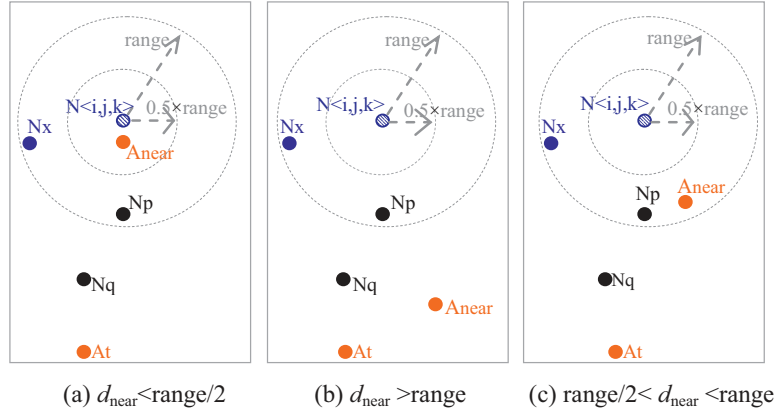 range
N<i,j,k>
0.5×range
Nx
Anear
Np
Nq
At
(a) dnear<range/2
range
N<i,j,k>
0.5×range
Nx
Np
Nq
Anear
At
(b) dnear >range
range
N<i,j,k>
0.5×range
Nx
Np
Anear
Nq
At
(c) range/2< dnear <range